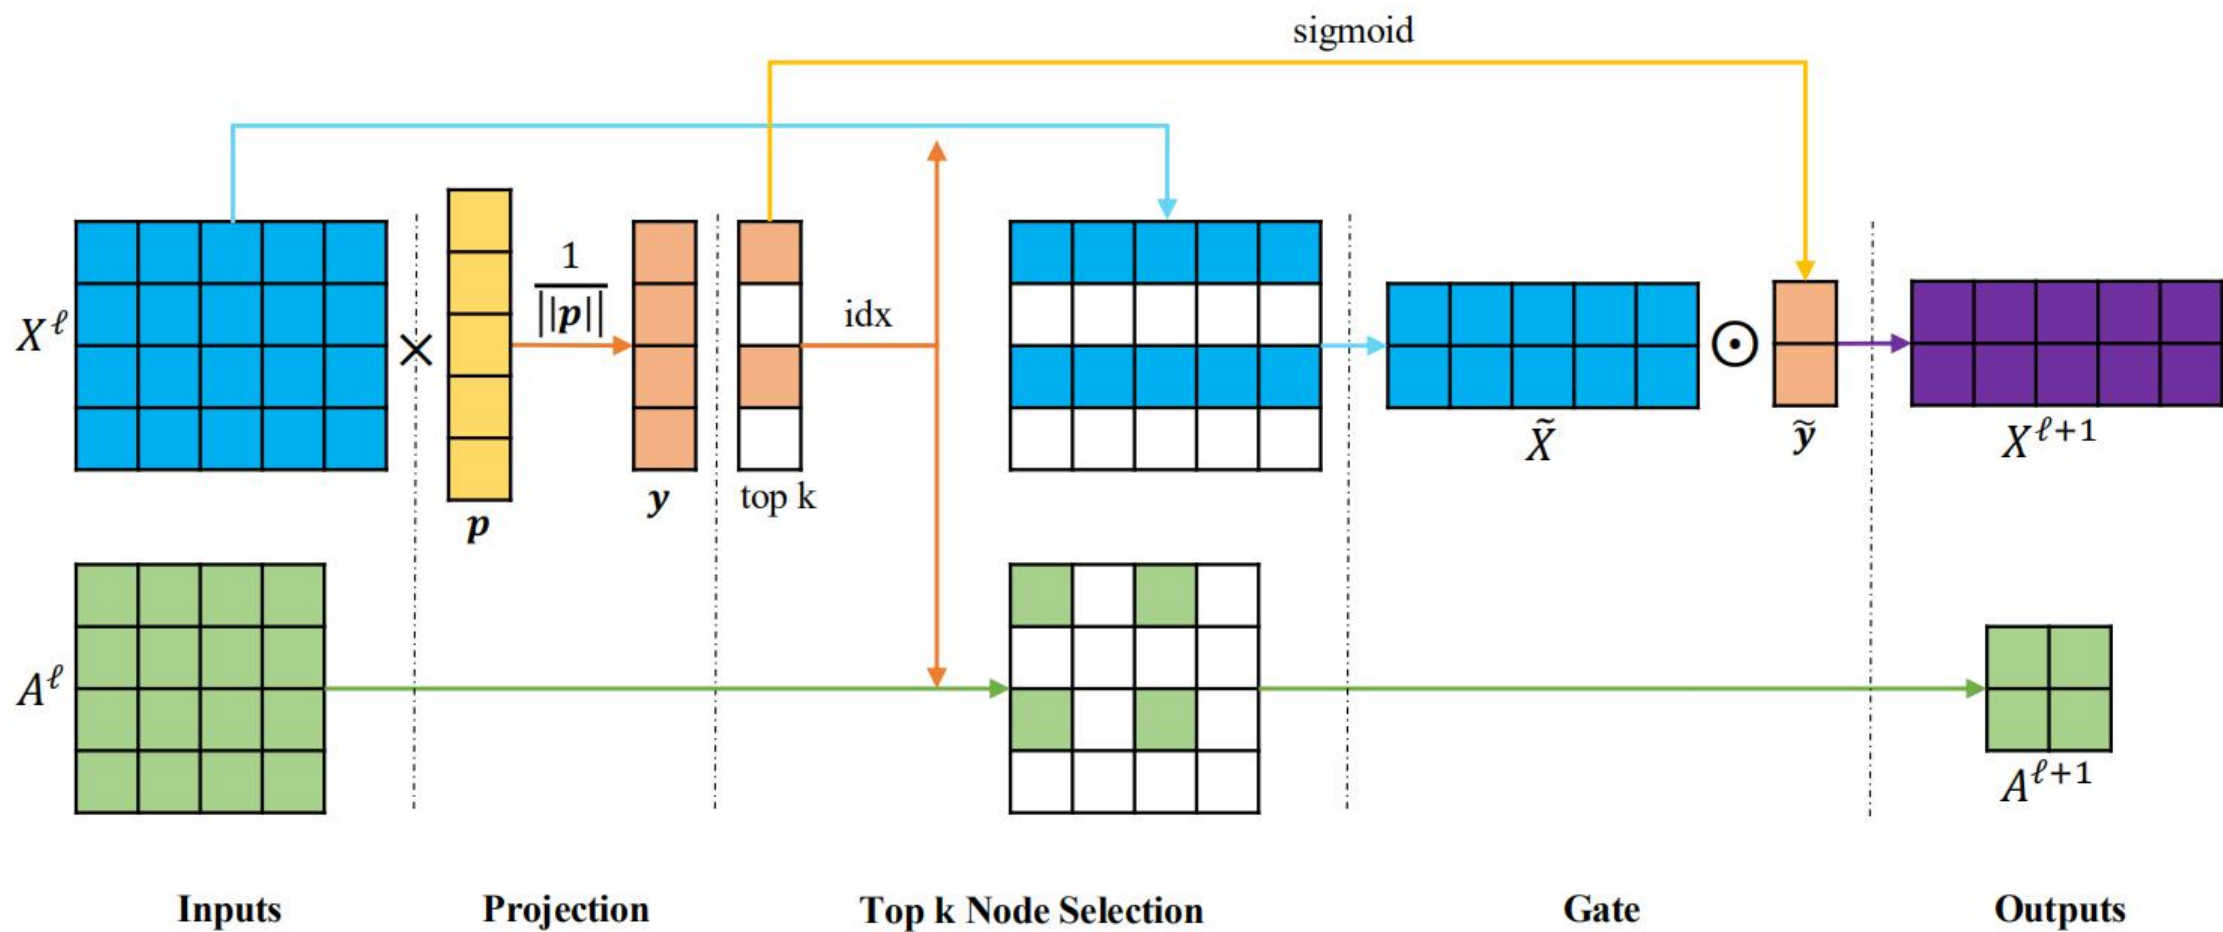 sigmoid
1
||p||
idx
X^ℓ
×
⊙
p
y
top k
X̃
ỹ
X^{ℓ+1}
A^ℓ
A^{ℓ+1}
Inputs
Projection
Top k Node Selection
Gate
Outputs